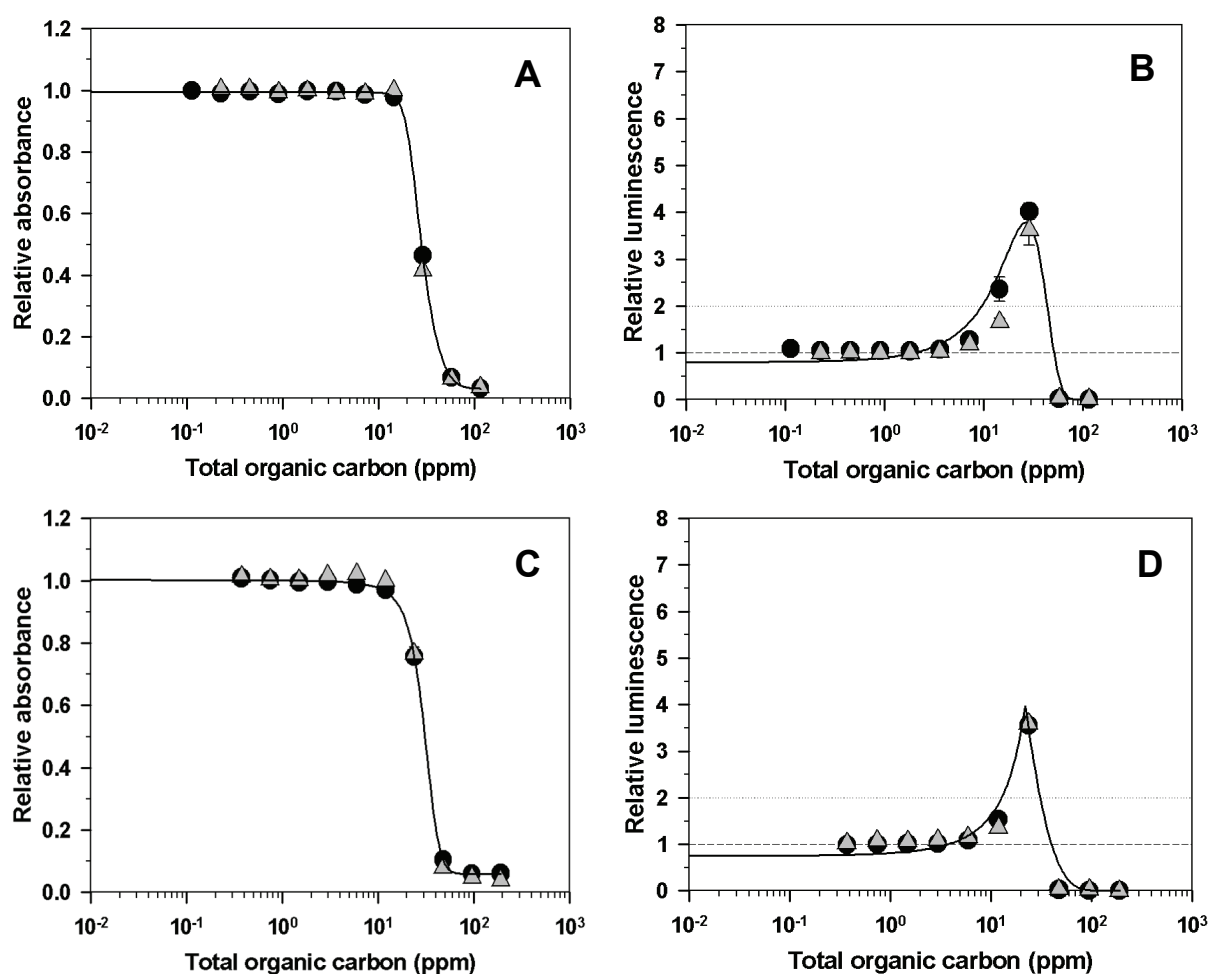 A
Relative absorbance
1.2
1.0
0.8
0.6
0.4
0.2
0.0
10-2 10-1 100 101 102 103
Total organic carbon (ppm)
B
Relative luminescence
8
7
6
5
4
3
2
1
0
10-2 10-1 100 101 102 103
Total organic carbon (ppm)
C
Relative absorbance
1.2
1.0
0.8
0.6
0.4
0.2
0.0
10-2 10-1 100 101 102 103
Total organic carbon (ppm)
D
Relative luminescence
8
7
6
5
4
3
2
1
0
10-2 10-1 100 101 102 103
Total organic carbon (ppm)